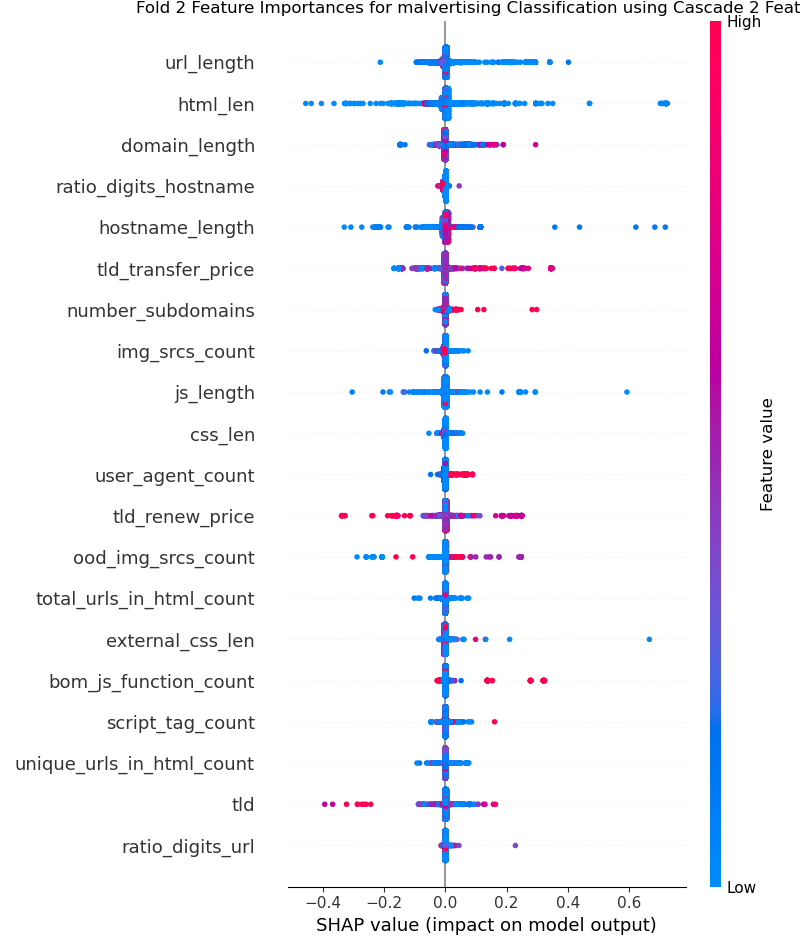 Fold 2 Feature Importances for malvertising Classification using Cascade 2 Feat
High
url_length
html_len
domain_length
ratio_digits_hostname
hostname_length
tld_transfer_price
number_subdomains
img_srcs_count
js_length
css_len
user_agent_count
tld_renew_price
ood_img_srcs_count
total_urls_in_html_count
external_css_len
bom_js_function_count
script_tag_count
unique_urls_in_html_count
tld
ratio_digits_url
Feature value
Low
−0.4 −0.2 0.0 0.2 0.4 0.6
SHAP value (impact on model output)